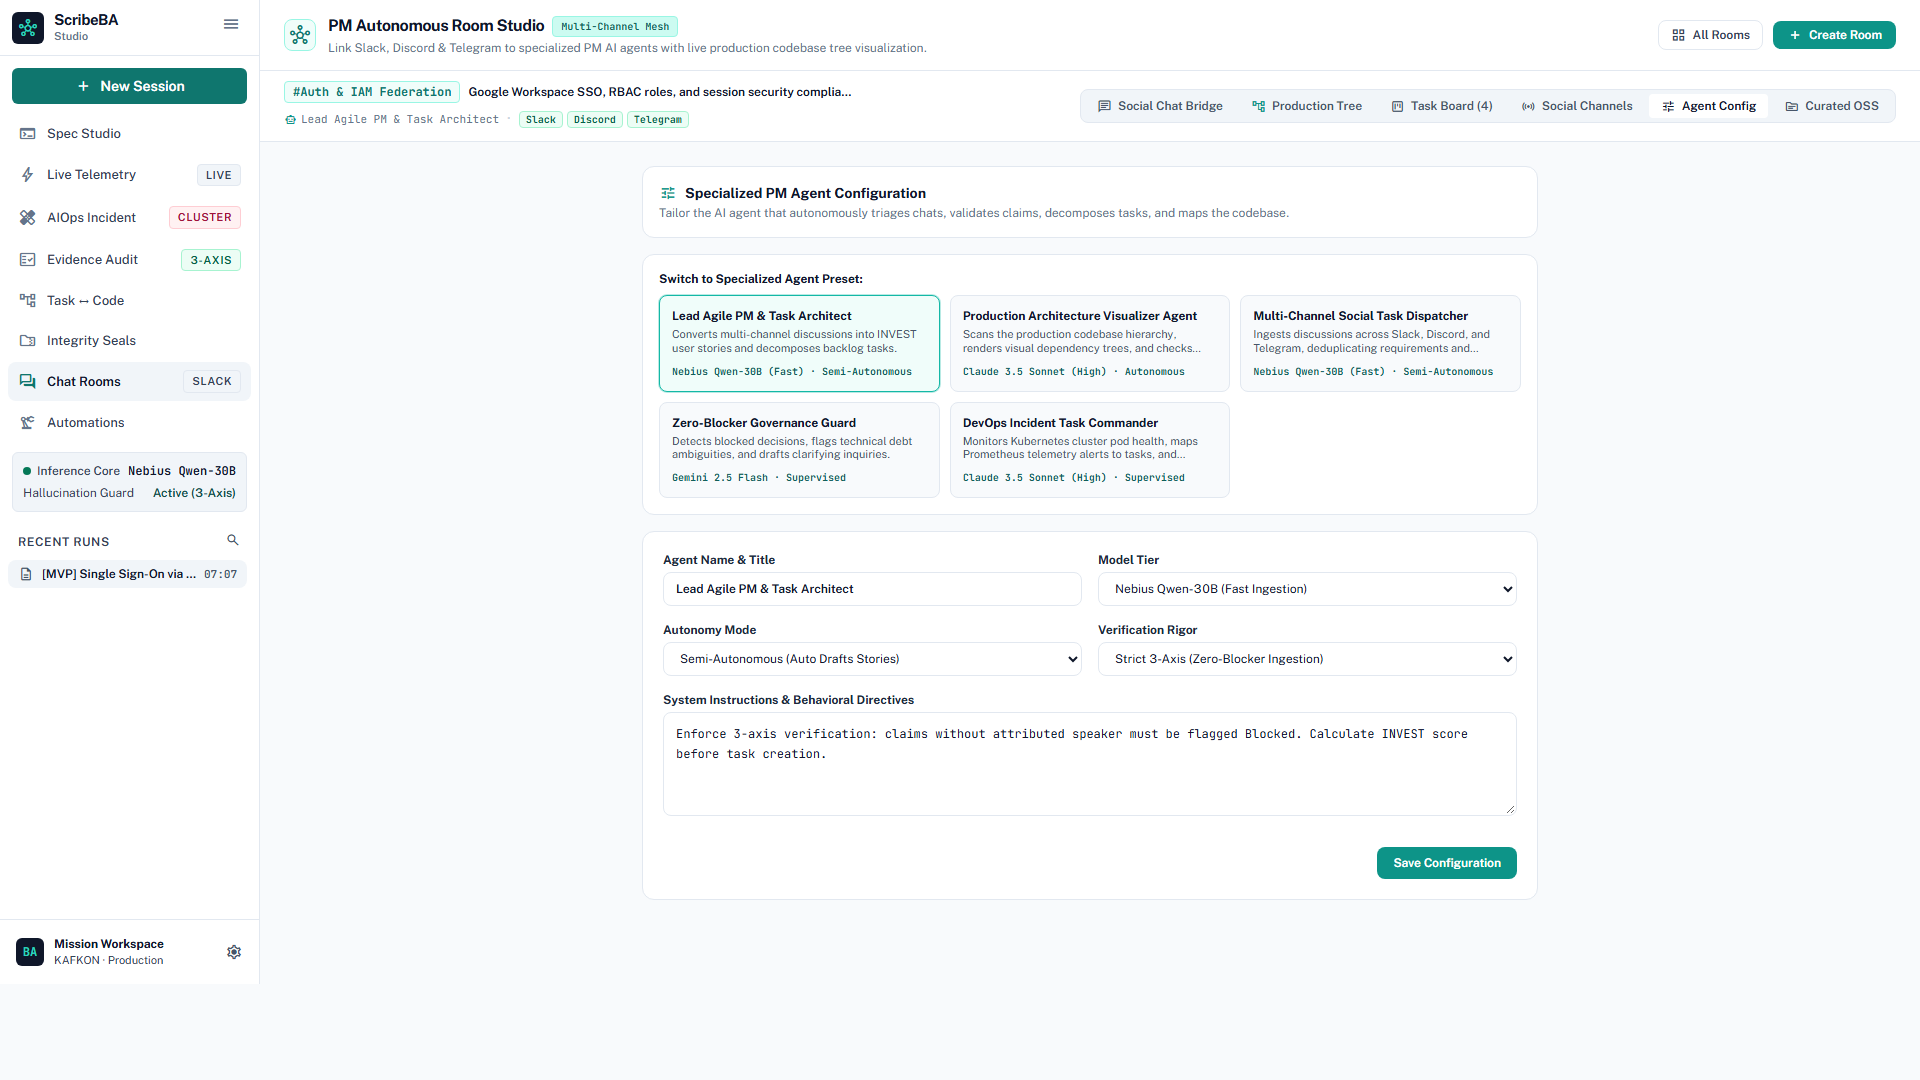 ScribeBA
Studio
New Session
Spec Studio
Live Telemetry LIVE
AIOps Incident CLUSTER
Evidence Audit 3-AXIS
Task ↔ Code
Integrity Seals
Chat Rooms SLACK
Automations
Inference Core Nebius Qwen-30B
Hallucination Guard Active (3-Axis)
RECENT RUNS
[MVP] Single Sign-On via ... 07:07
BA
Mission Workspace
KAFKON · Production
PM Autonomous Room Studio Multi-Channel Mesh
Link Slack, Discord & Telegram to specialized PM AI agents with live production codebase tree visualization.
All Rooms
Create Room
#Auth & IAM Federation Google Workspace SSO, RBAC roles, and session security complia...
Lead Agile PM & Task Architect · Slack Discord Telegram
Social Chat Bridge
Production Tree
Task Board (4)
Social Channels
Agent Config
Curated OSS
Specialized PM Agent Configuration
Tailor the AI agent that autonomously triages chats, validates claims, decomposes tasks, and maps the codebase.
Switch to Specialized Agent Preset:
Lead Agile PM & Task Architect
Converts multi-channel discussions into INVEST
user stories and decomposes backlog tasks.
Nebius Qwen-30B (Fast) · Semi-Autonomous
Production Architecture Visualizer Agent
Scans the production codebase hierarchy,
renders visual dependency trees, and checks...
Claude 3.5 Sonnet (High) · Autonomous
Multi-Channel Social Task Dispatcher
Ingests discussions across Slack, Discord, and
Telegram, deduplicating requirements and...
Nebius Qwen-30B (Fast) · Semi-Autonomous
Zero-Blocker Governance Guard
Detects blocked decisions, flags technical debt
ambiguities, and drafts clarifying inquiries.
Gemini 2.5 Flash · Supervised
DevOps Incident Task Commander
Monitors Kubernetes cluster pod health, maps
Prometheus telemetry alerts to tasks, and...
Claude 3.5 Sonnet (High) · Supervised
Agent Name & Title
Lead Agile PM & Task Architect
Model Tier
Nebius Qwen-30B (Fast Ingestion)
Autonomy Mode
Semi-Autonomous (Auto Drafts Stories)
Verification Rigor
Strict 3-Axis (Zero-Blocker Ingestion)
System Instructions & Behavioral Directives
Enforce 3-axis verification: claims without attributed speaker must be flagged Blocked. Calculate INVEST score
before task creation.
Save Configuration